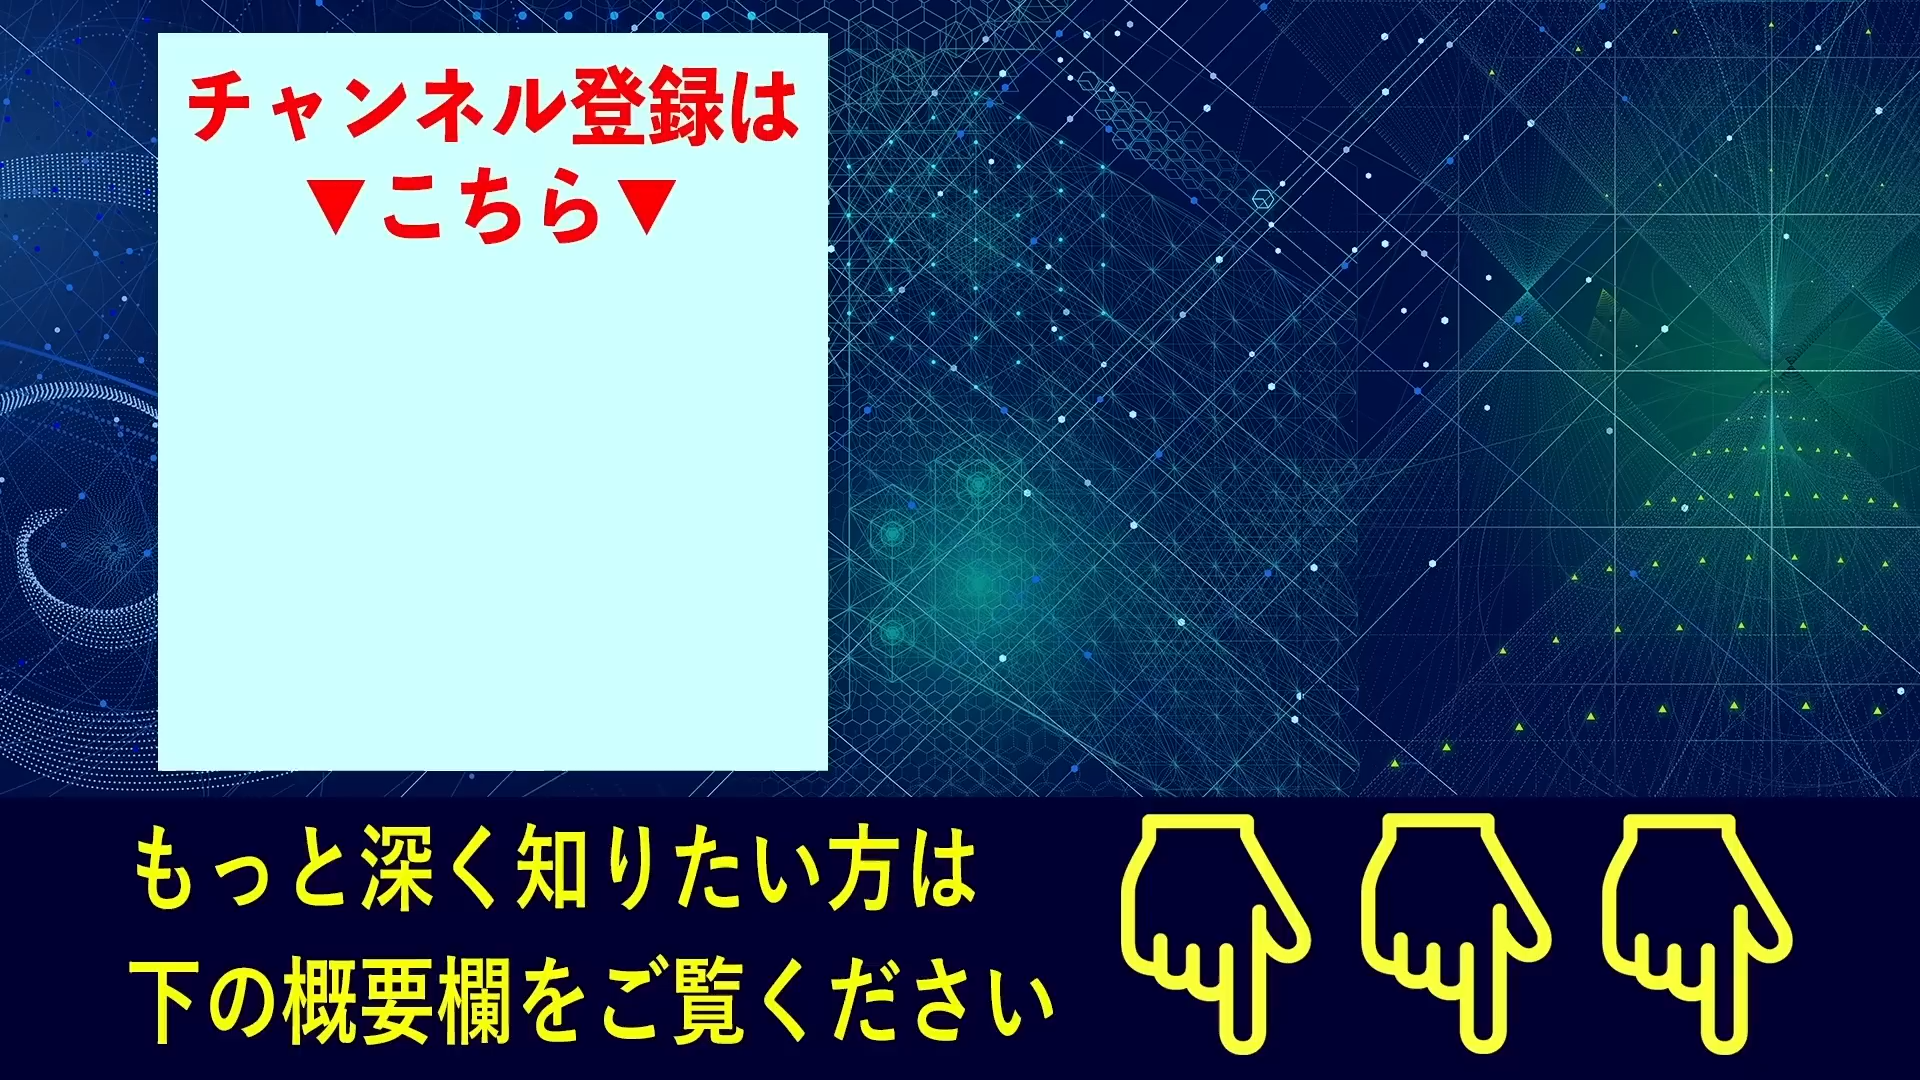 チャンネル登録は
▼こちら▼
もっと深く知りたい方は
下の概要欄をご覧ください